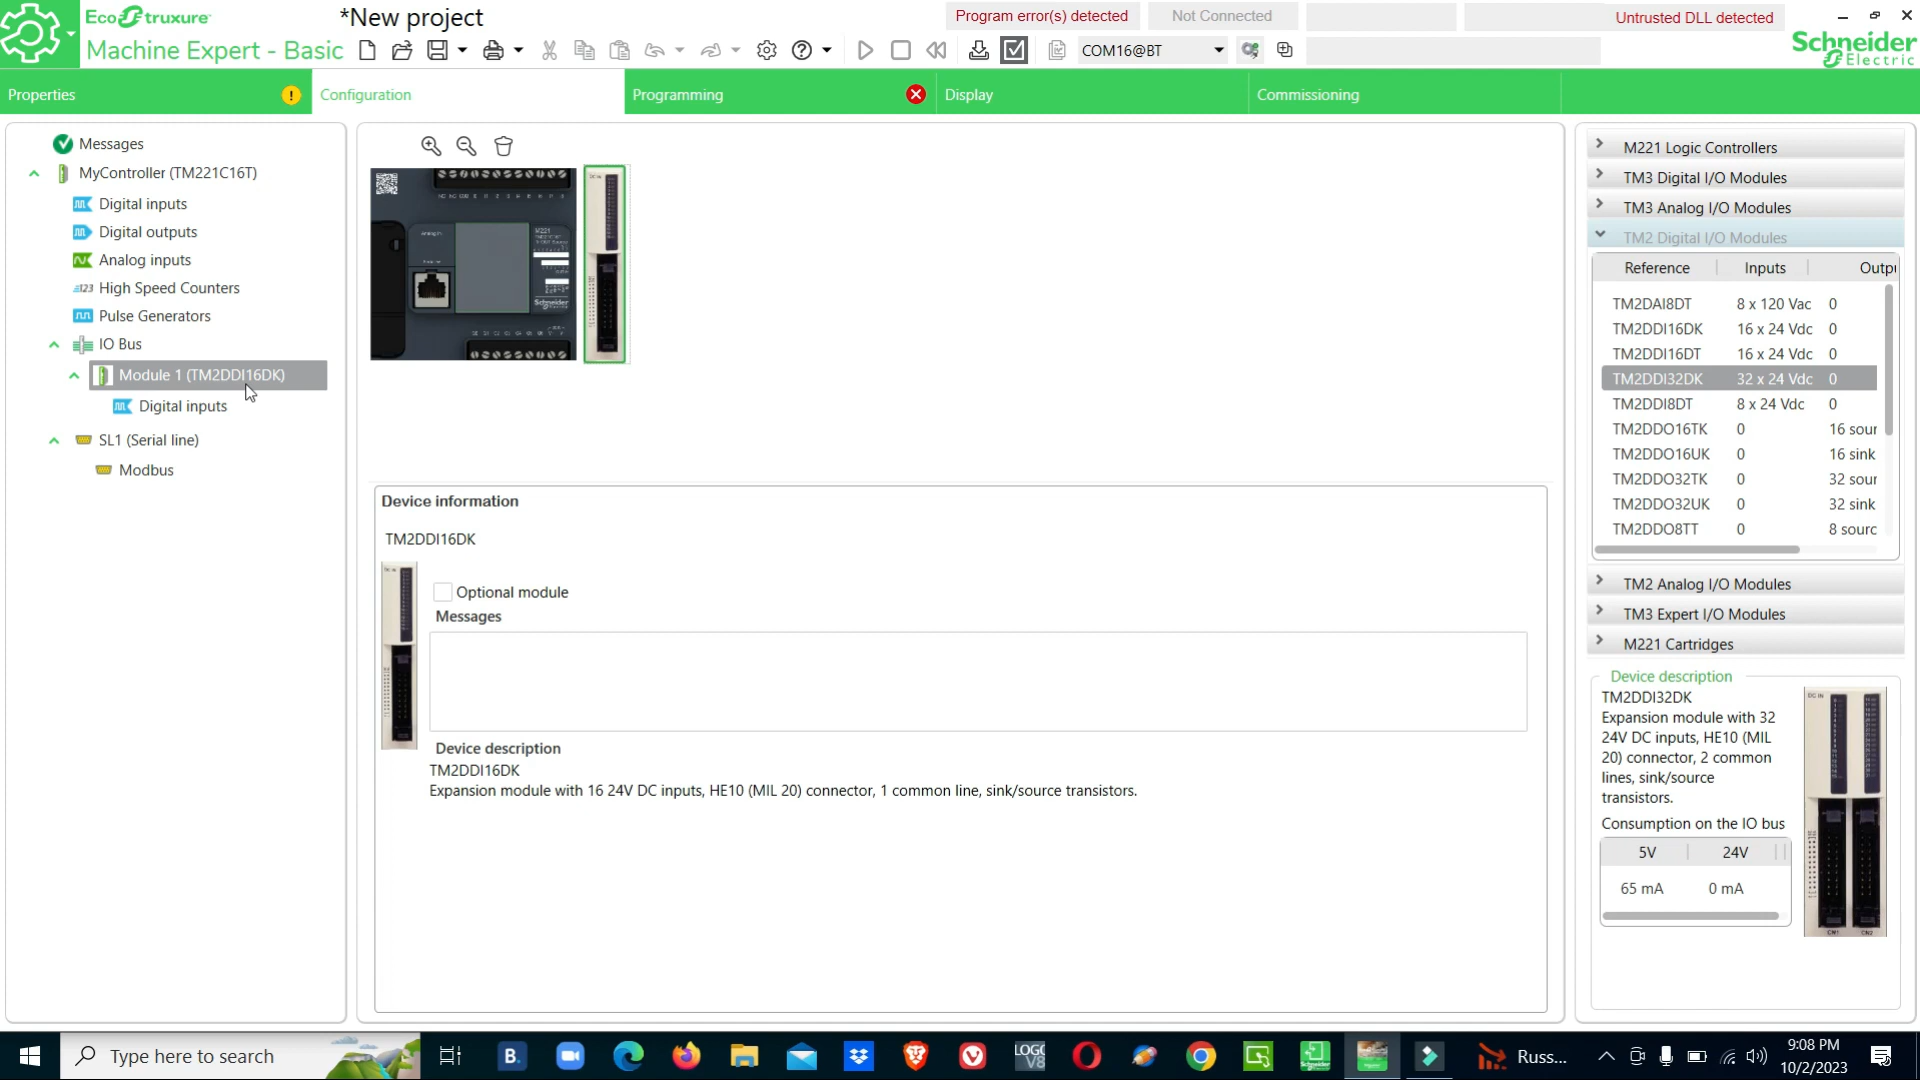 EcoStruxure
Machine Expert - Basic
*New project
Program error(s) detected
Not Connected
Untrusted DLL detected
COM16@BT
Schneider
Electric
Properties
Configuration
Programming
Display
Commissioning
Messages
MyController (TM221C16T)
Digital inputs
Digital outputs
Analog inputs
High Speed Counters
Pulse Generators
IO Bus
Module 1 (TM2DDI16DK)
Digital inputs
SL1 (Serial line)
Modbus
M221
Schneider
Device information
TM2DDI16DK
Optional module
Messages
Device description
TM2DDI16DK
Expansion module with 16 24V DC inputs, HE10 (MIL 20) connector, 1 common line, sink/source transistors.
M221 Logic Controllers
TM3 Digital I/O Modules
TM3 Analog I/O Modules
TM2 Digital I/O Modules
Reference Inputs Outpu
TM2DAI8DT 8 x 120 Vac 0
TM2DDI16DK 16 x 24 Vdc 0
TM2DDI16DT 16 x 24 Vdc 0
TM2DDI32DK 32 x 24 Vdc 0
TM2DDI8DT 8 x 24 Vdc 0
TM2DDO16TK 0 16 sour
TM2DDO16UK 0 16 sink
TM2DDO32TK 0 32 sour
TM2DDO32UK 0 32 sink
TM2DDO8TT 0 8 sourc
TM2 Analog I/O Modules
TM3 Expert I/O Modules
M221 Cartridges
Device description
TM2DDI32DK
Expansion module with 32
24V DC inputs, HE10 (MIL
20) connector, 2 common
lines, sink/source
transistors.
Consumption on the IO bus
5V 24V
65 mA 0 mA
DC IN
CN1 CN2
Type here to search
B.
LOGO
V8
Russ...
9:08 PM
10/2/2023